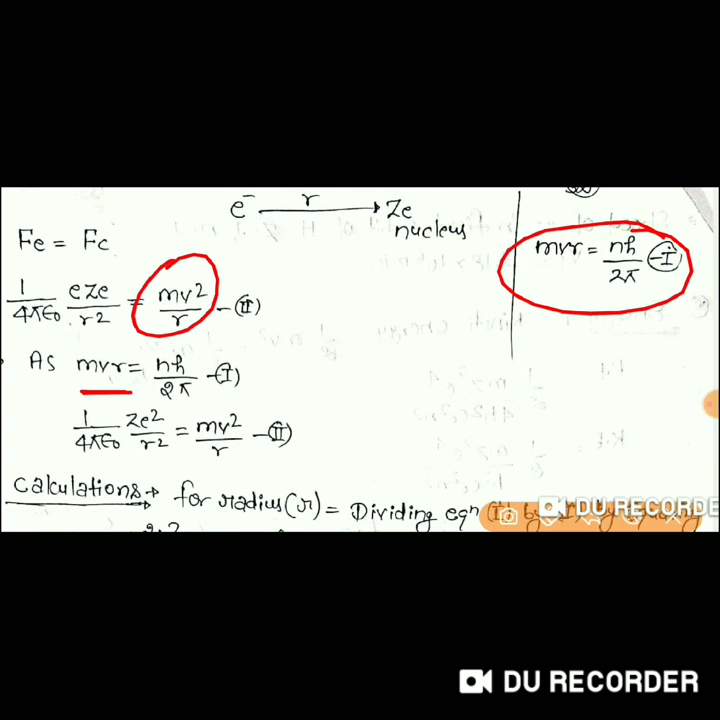 e⁻ r Ze
nucleus
Fe = Fc
mvr = nh/2π -(I)
1/4πϵ0 eZe/r2 = mv2/r -(II)
As mvr = nh/2π -(I)
1/4πϵ0 Ze2/r2 = mv2/r -(II)
Calculations → for radius(r) = Dividing eqn
DU RECORDER
DU RECORDER